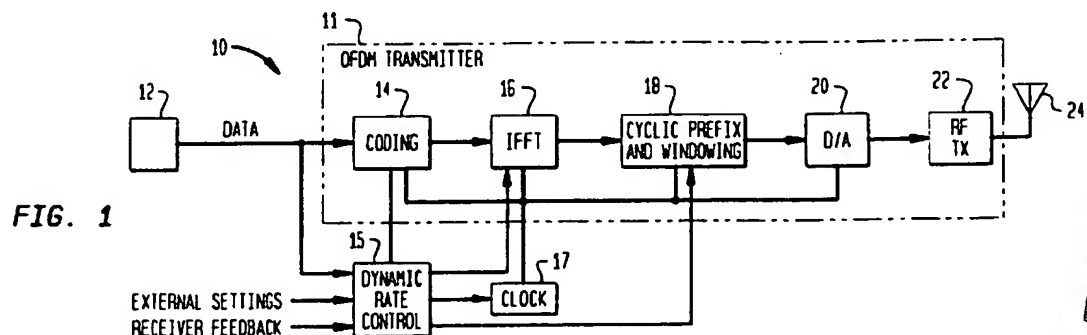 11
10
OFDM TRANSMITTER
12
14
16
18
20
22
24
DATA
CODING
IFFT
CYCLIC PREFIX
AND WINDOWING
D/A
RF
TX
FIG. 1
15
17
DYNAMIC
RATE
CONTROL
CLOCK
EXTERNAL SETTINGS
RECEIVER FEEDBACK